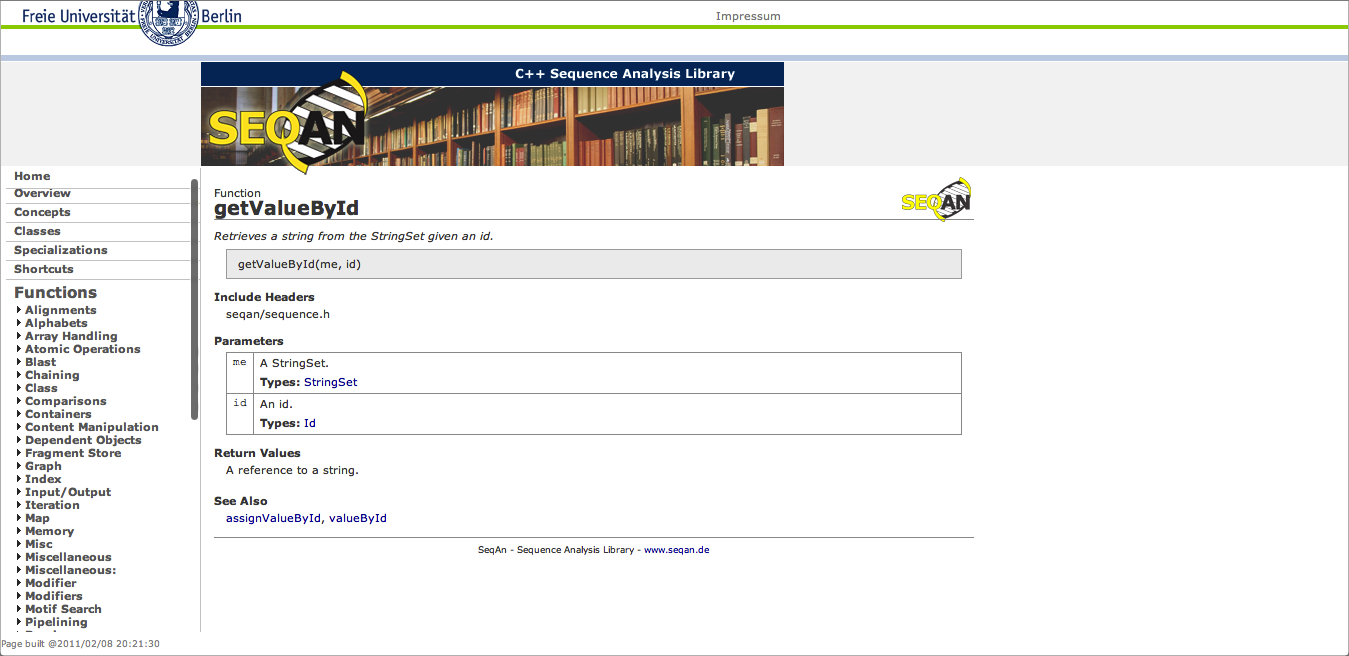 Freie Universität Berlin
Impressum
C++ Sequence Analysis Library
SEQAN
Home
Overview
Concepts
Classes
Specializations
Shortcuts
Functions
Alignments
Alphabets
Array Handling
Atomic Operations
Blast
Chaining
Class
Comparisons
Containers
Content Manipulation
Dependent Objects
Fragment Store
Graph
Index
Input/Output
Iteration
Map
Memory
Misc
Miscellaneous
Miscellaneous:
Modifier
Modifiers
Motif Search
Pipelining
Page built @2011/02/08 20:21:30
Function
getValueById
SEQAN
Retrieves a string from the StringSet given an id.
getValueById(me, id)
Include Headers
seqan/sequence.h
Parameters
me A StringSet.
Types: StringSet
id An id.
Types: Id
Return Values
A reference to a string.
See Also
assignValueById, valueById
SeqAn - Sequence Analysis Library - www.seqan.de